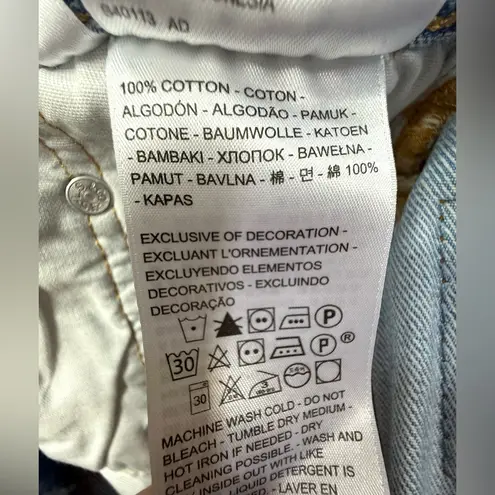 640113 AD
100% COTTON - COTON -
ALGODÓN - ALGODÃO - PAMUK -
COTONE - BAUMWOLLE - KATOEN
- BAMBAKI - ХЛОПОК - BAWEŁNA -
PAMUT - BAVLNA - 棉 - 면 - 綿 100%
- KAPAS
EXCLUSIVE OF DECORATION -
EXCLUANT L'ORNEMENTATION -
EXCLUYENDO ELEMENTOS
DECORATIVOS - EXCLUINDO
DECORAÇÃO
P
30 P ®
30 3
MACHINE WASH COLD - DO NOT
BLEACH - TUMBLE DRY MEDIUM -
HOT IRON IF NEEDED - DRY
CLEANING POSSIBLE - WASH AND
INSIDE OUT WITH LIKE
LIQUID DETERGENT IS
- LAVER EN